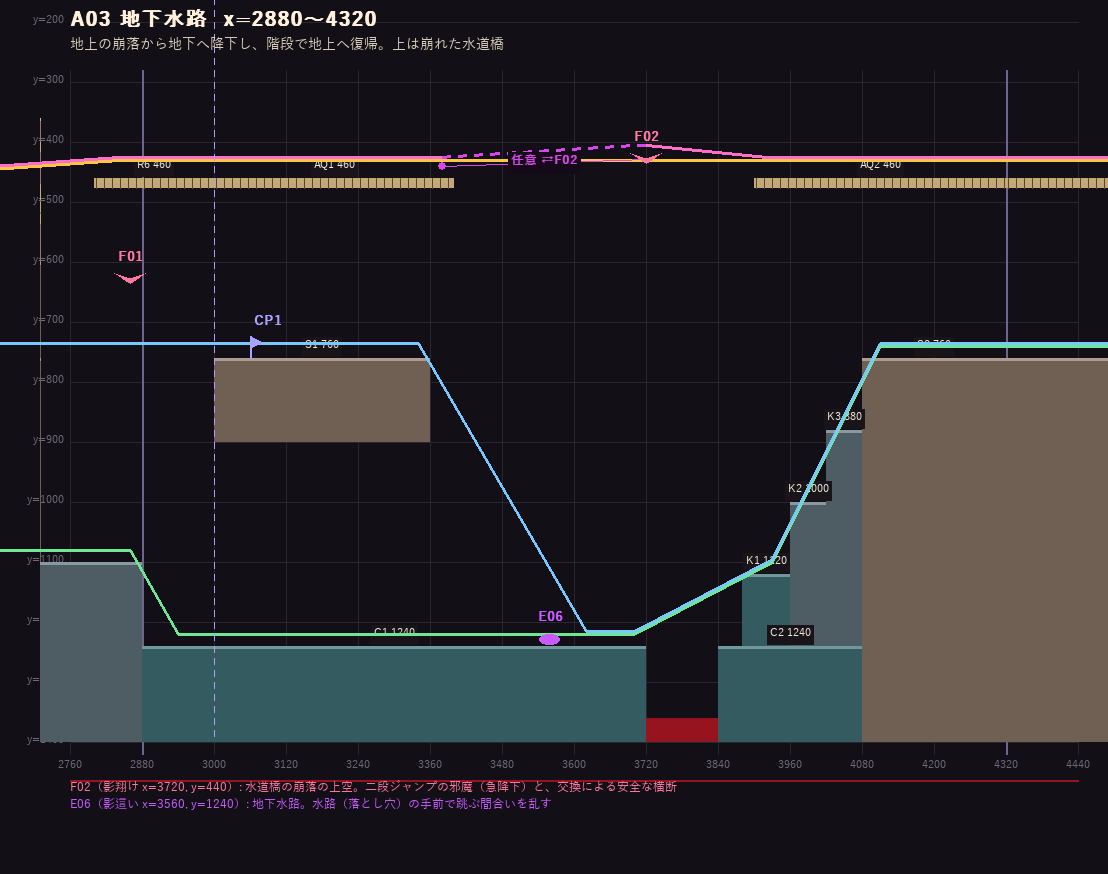 y=200
A03 地下水路 x=2880〜4320
地上の崩落から地下へ降下し、階段で地上へ復帰。上は崩れた水道橋
y=300
y=400
F02
R6 460
AQ1 460
任意 ⇄F02
AQ2 460
y=500
F01
y=600
y=700
CP1
S1 760
y=800
K3 880
y=900
K2 1000
y=1000
y=1100
K1 1120
E06
y=
C1 1240
C2 1240
y=
y=
2760 2880 3000 3120 3240 3360 3480 3600 3720 3840 3960 4080 4200 4320 4440
F02（影翔け x=3720, y=440）: 水道橋の崩落の上空。二段ジャンプの邪魔（急降下）と、交換による安全な横断
E06（影這い x=3560, y=1240）: 地下水路。水路（落とし穴）の手前で跳ぶ間合いを乱す